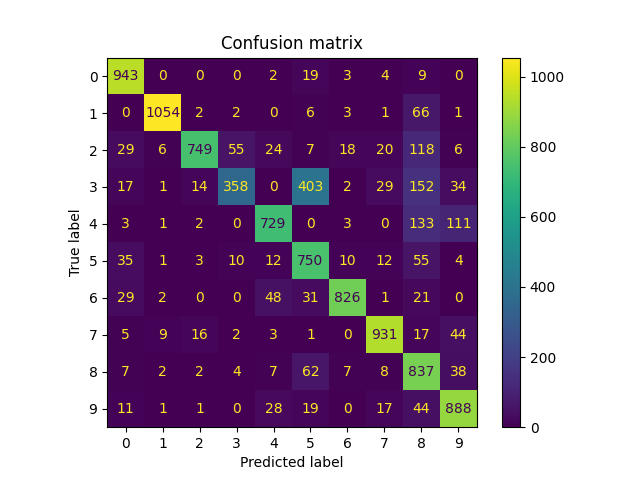 Confusion matrix
0 943 0 0 0 2 19 3 4 9 0
1 0 1054 2 2 0 6 3 1 66 1
2 29 6 749 55 24 7 18 20 118 6
3 17 1 14 358 0 403 2 29 152 34
4 3 1 2 0 729 0 3 0 133 111
5 35 1 3 10 12 750 10 12 55 4
6 29 2 0 0 48 31 826 1 21 0
7 5 9 16 2 3 1 0 931 17 44
8 7 2 2 4 7 62 7 8 837 38
9 11 1 1 0 28 19 0 17 44 888
0 1 2 3 4 5 6 7 8 9
True label
Predicted label
1000
800
600
400
200
0